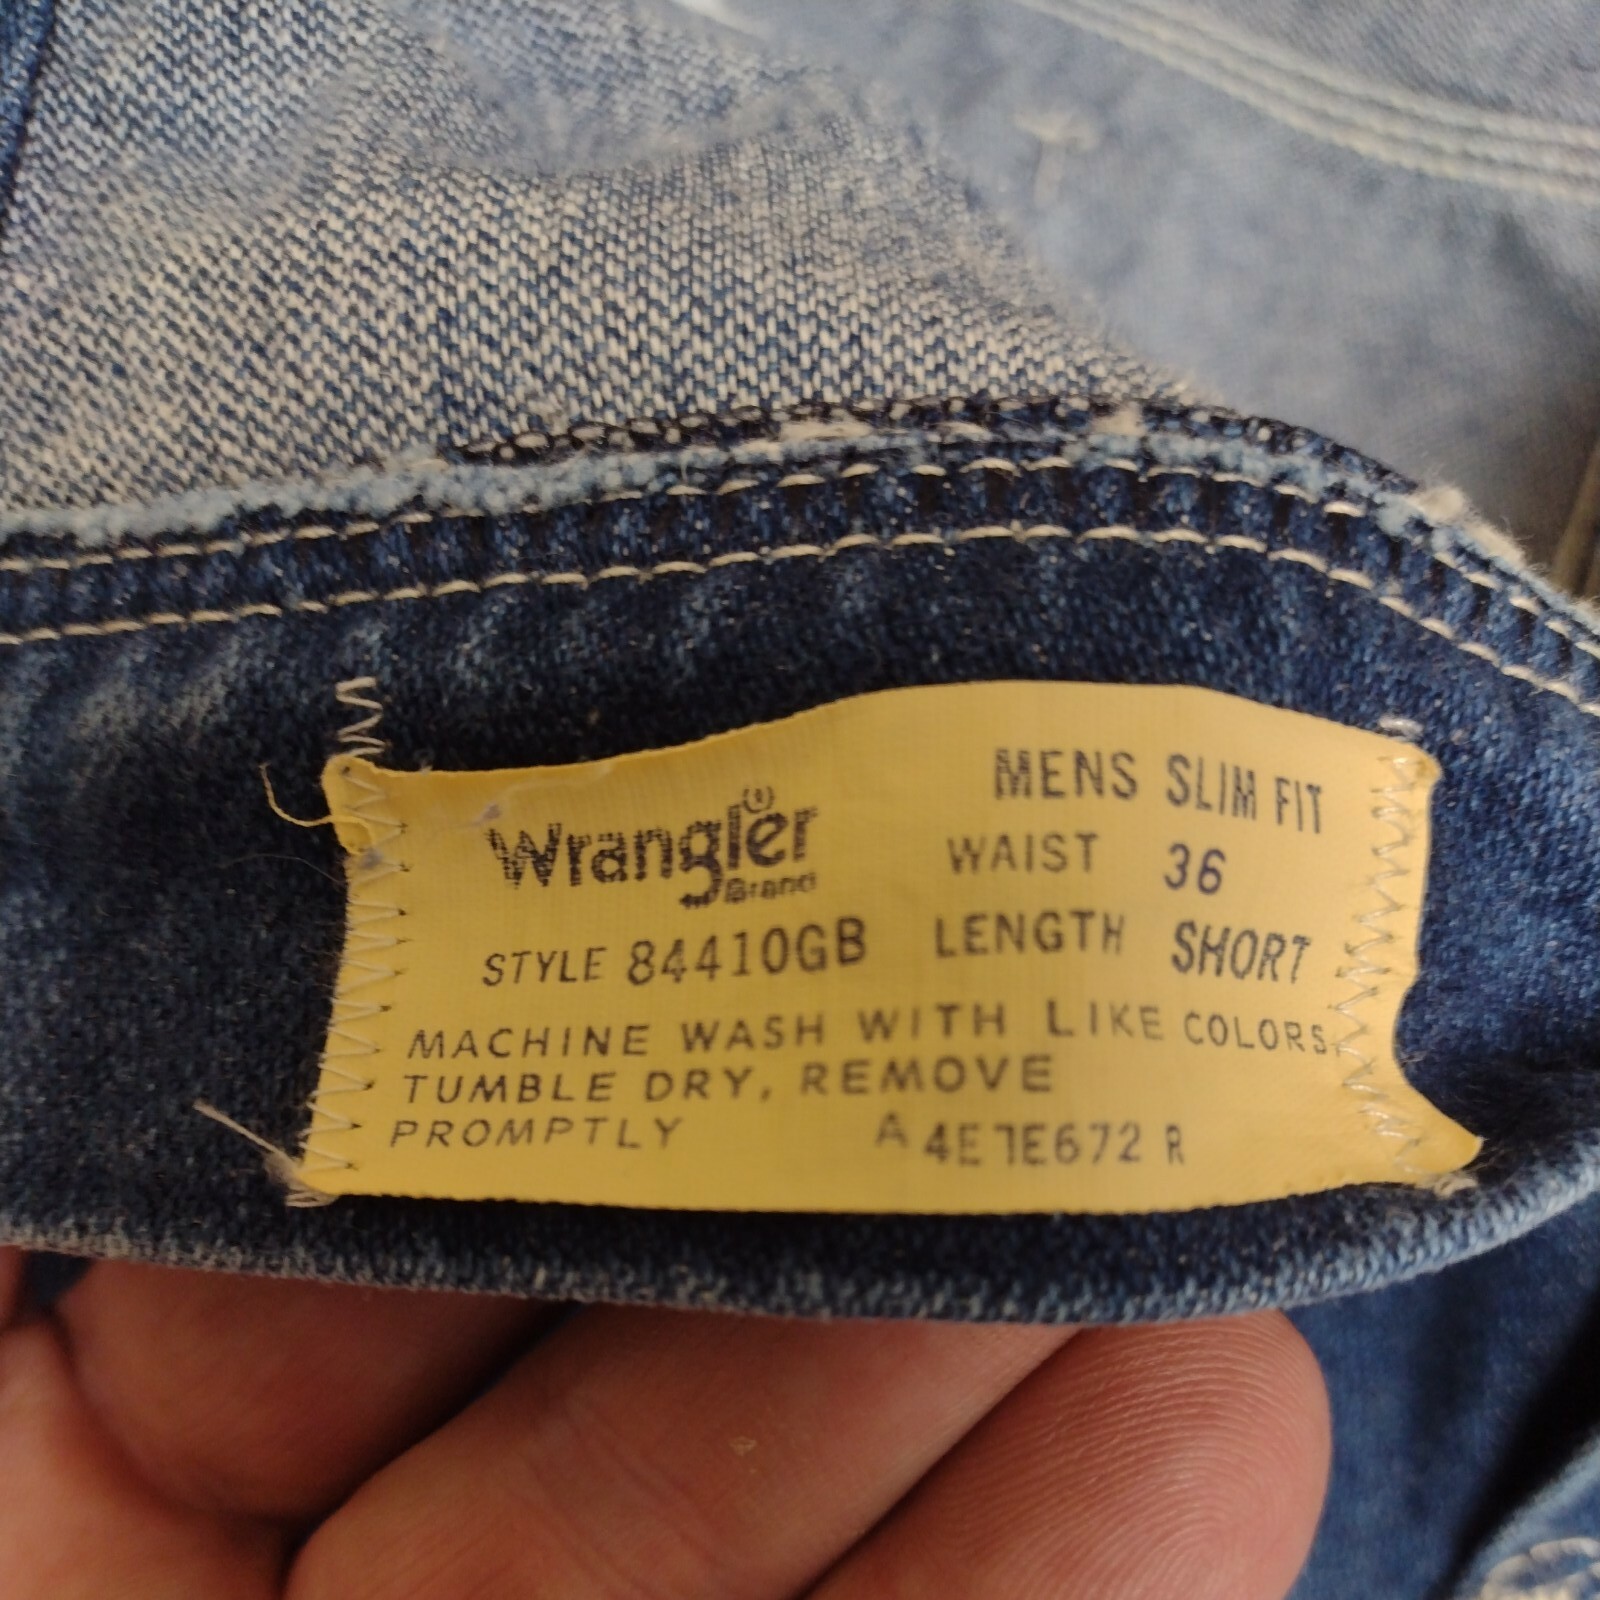 Wrangler®
Brand
STYLE 84410GB
MENS SLIM FIT
WAIST 36
LENGTH SHORT
MACHINE WASH WITH LIKE COLORS,
TUMBLE DRY, REMOVE
PROMPTLY
A 4E1E672 R